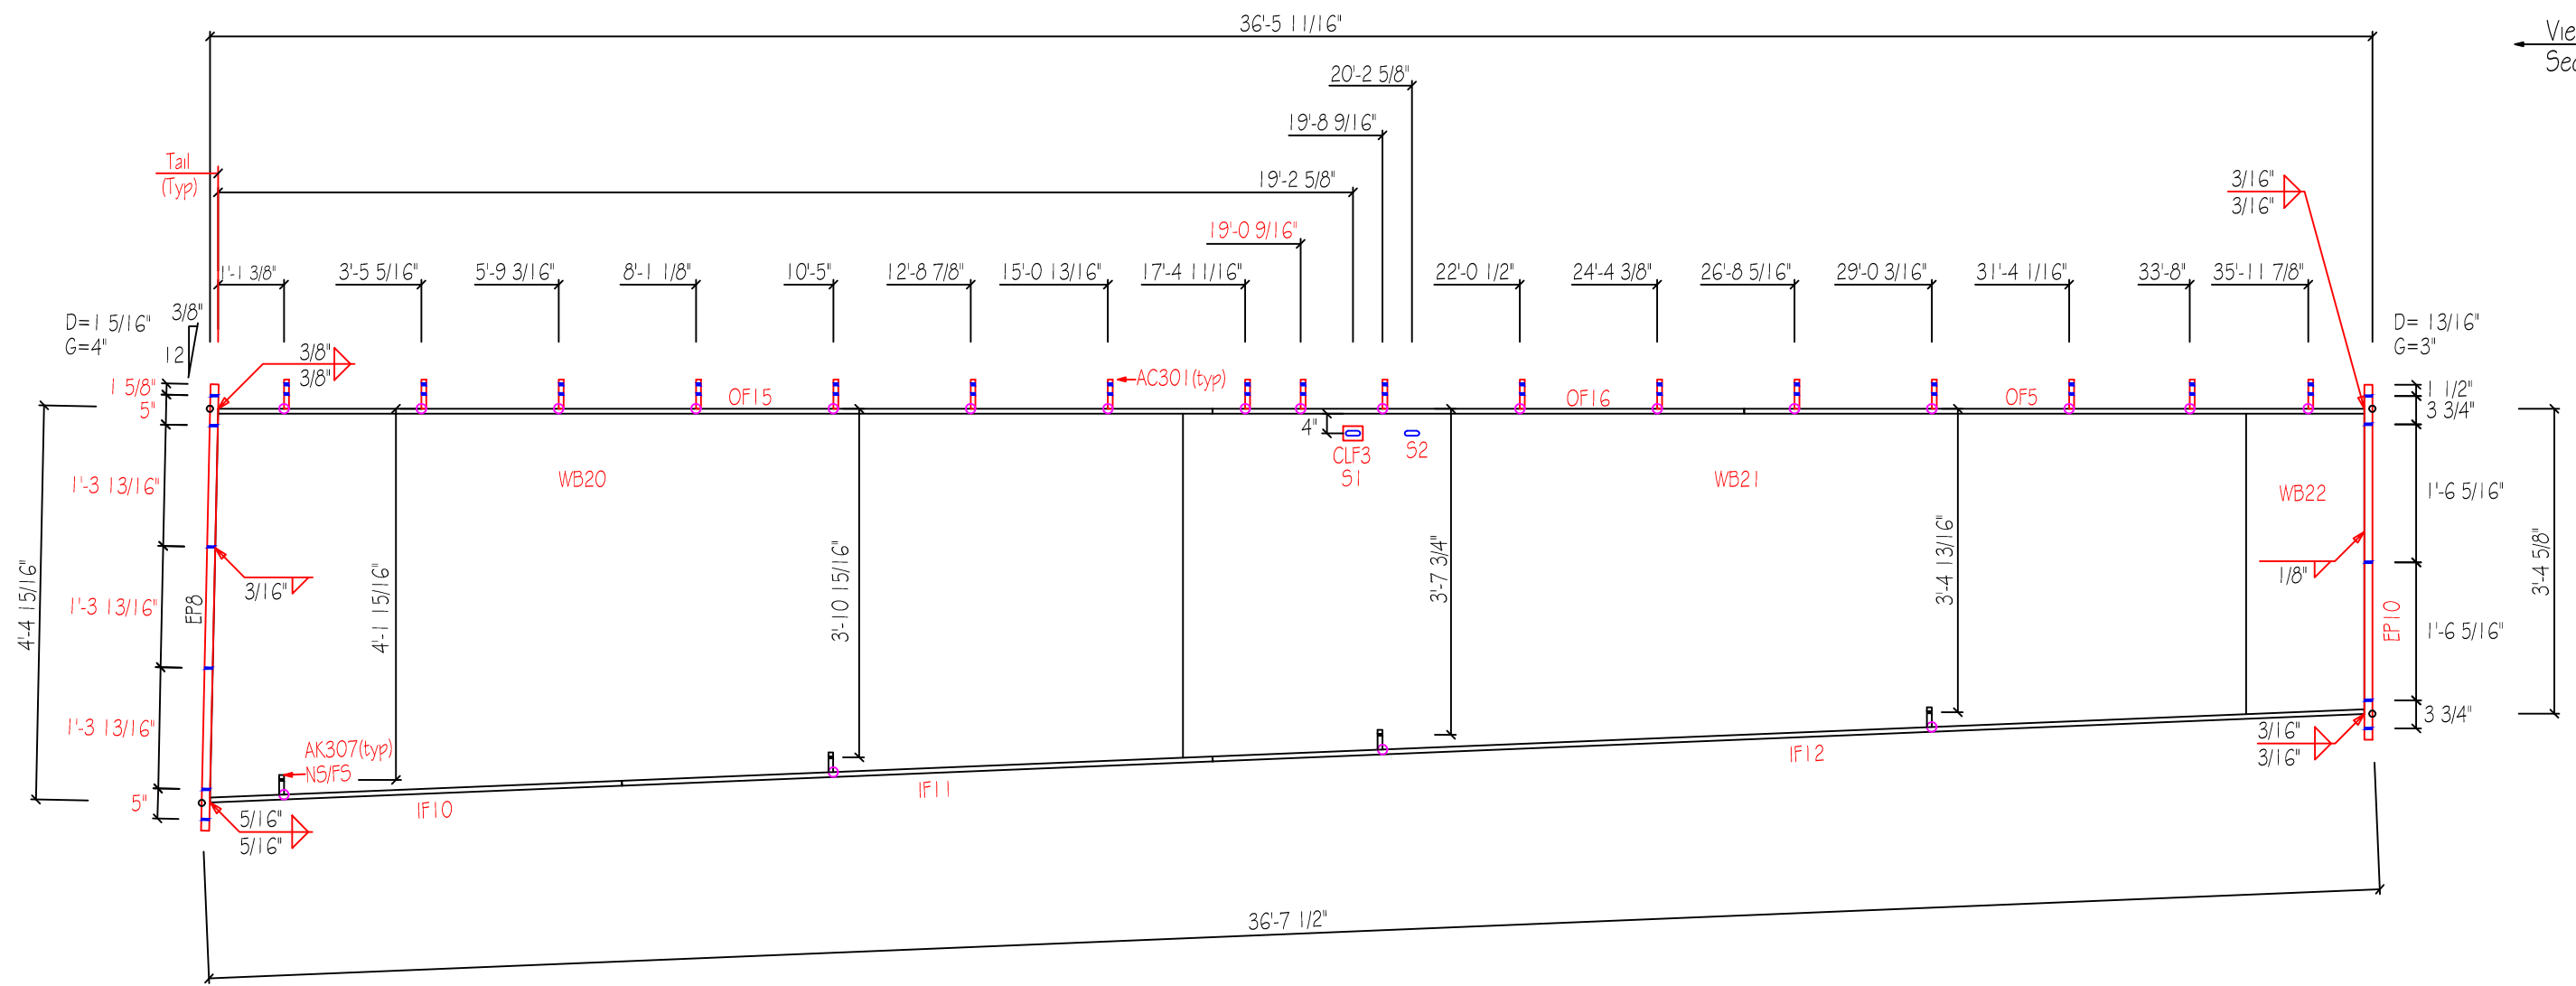 36'-5 11/16"
Vie
Sec
20'-2 5/8"
19'-8 9/16"
Tail
(Typ)
19'-2 5/8"
3/16"
3/16"
19'-0 9/16"
1'-1 3/8"
3'-5 5/16"
5'-9 3/16"
8'-1 1/8"
10'-5"
12'-8 7/8"
15'-0 13/16"
17'-4 11/16"
22'-0 1/2"
24'-4 3/8"
26'-8 5/16"
29'-0 3/16"
31'-4 1/16"
33'-8"
35'-11 7/8"
D=1 5/16"
G=4"
3/8"
12
D= 13/16"
G=3"
3/8"
3/8"
AC301(typ)
1 5/8"
5"
OF15
OF16
OF5
1 1/2"
3 3/4"
4"
CLF3
S1
S2
WB20
WB21
WB22
1'-3 13/16"
1'-6 5/16"
4'-4 15/16"
1'-3 13/16"
EP8
3/16"
4'-1 15/16"
3'-10 15/16"
3'-7 3/4"
3'-4 13/16"
1/8"
EP10
1'-6 5/16"
3'-4 5/8"
1'-3 13/16"
AK307(typ)
NS/FS
5"
IF10
IF11
IF12
3/16"
3/16"
3 3/4"
5/16"
5/16"
36'-7 1/2"